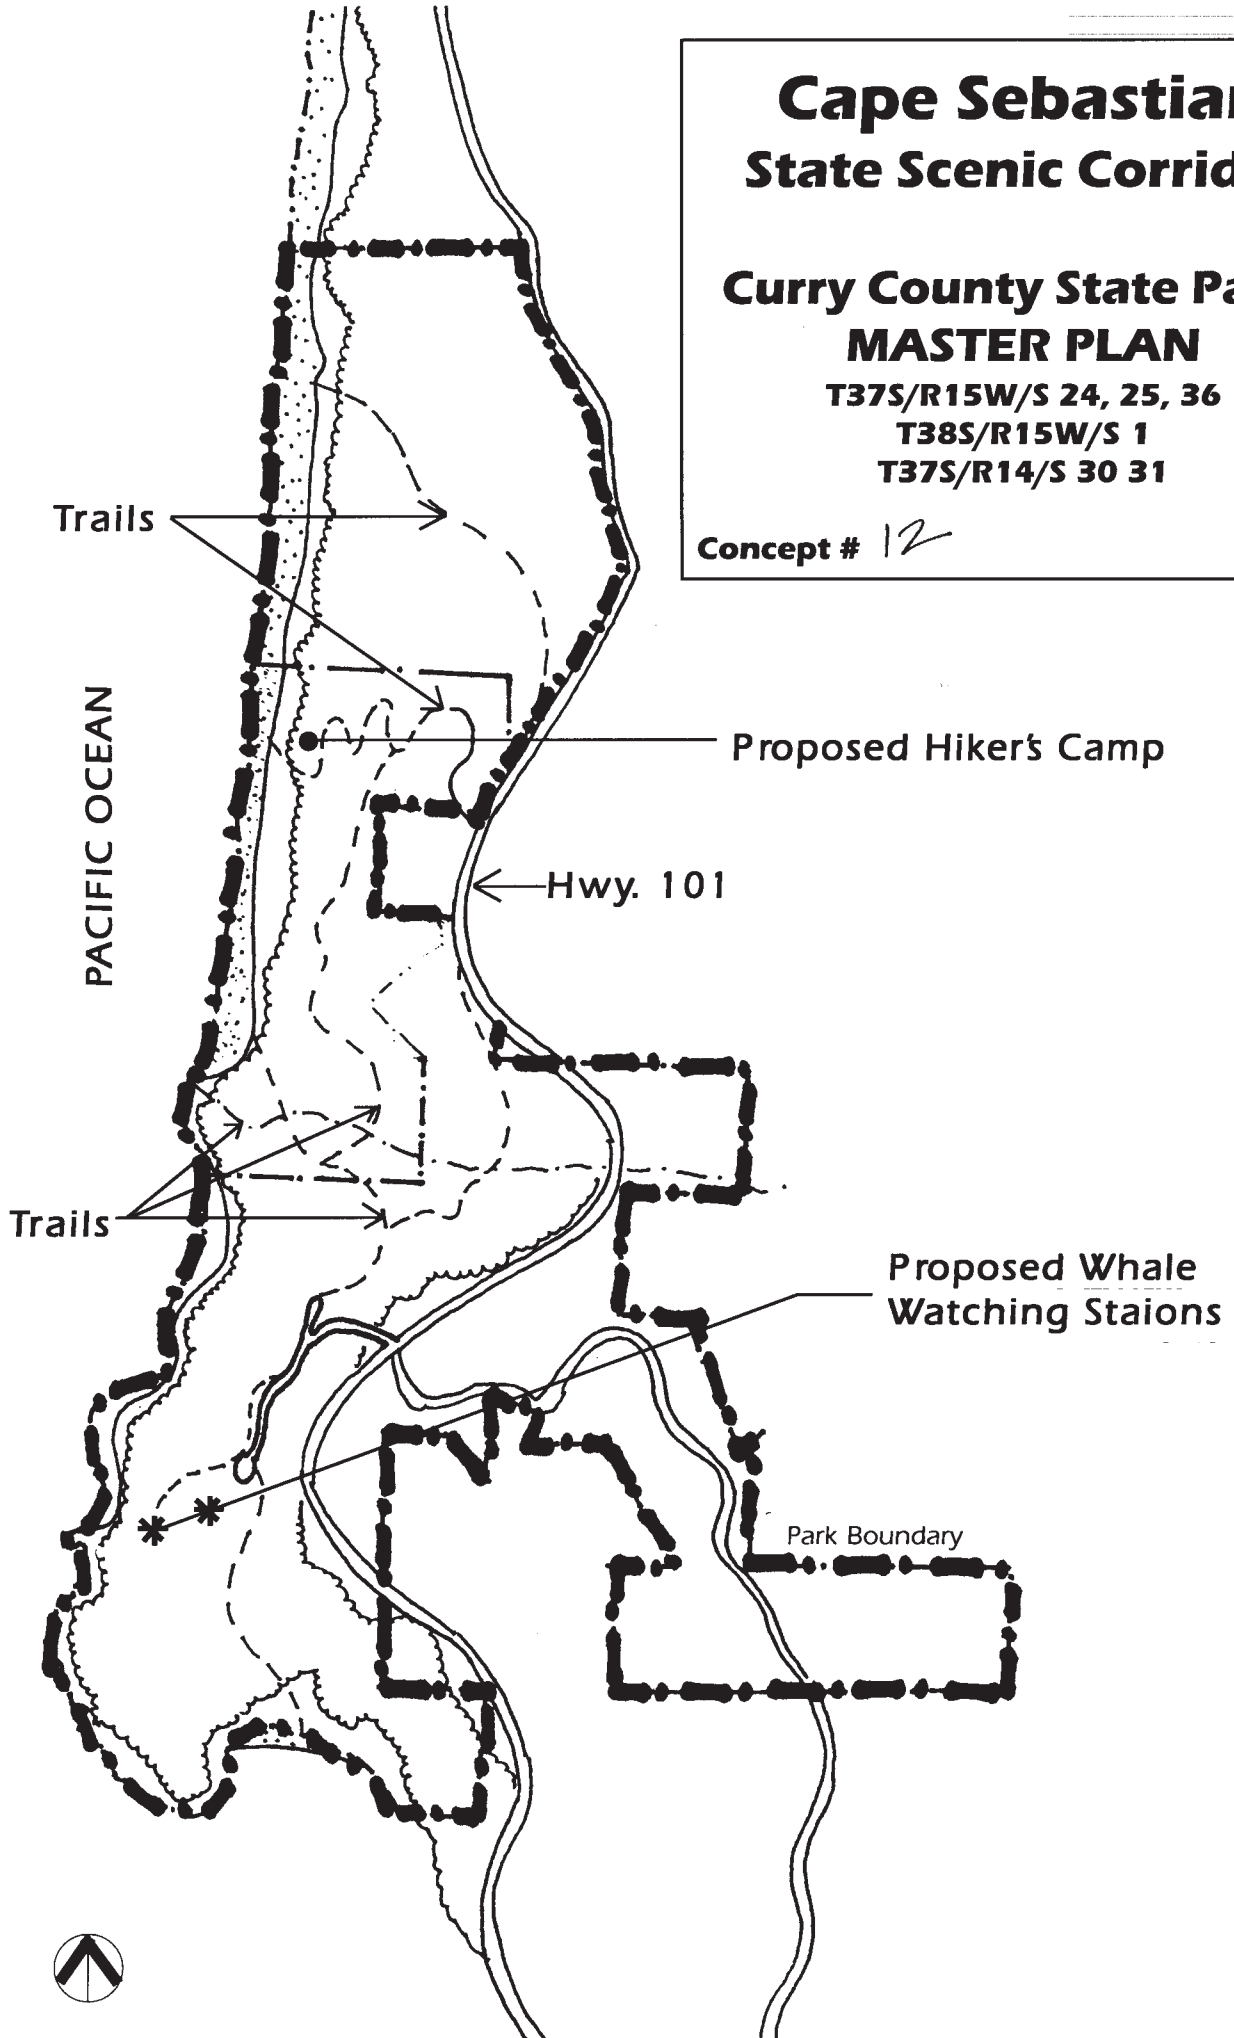 Cape Sebastian
State Scenic Corrid
Curry County State Pa
MASTER PLAN
T37S/R15W/S 24, 25, 36
T38S/R15W/S 1
T37S/R14/S 30 31
Concept # 12
Trails
PACIFIC OCEAN
Proposed Hiker's Camp
Hwy. 101
Trails
Proposed Whale
Watching Staions
Park Boundary